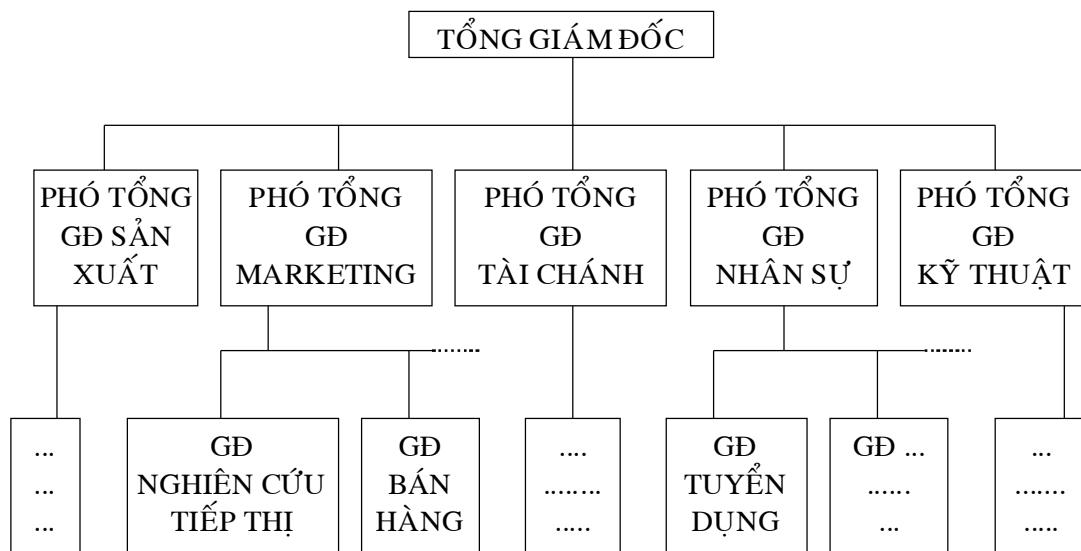 TỔNG GIÁM ĐỐC
PHÓ TỔNG
GĐ SẢN
XUẤT
PHÓ TỔNG
GĐ
MARKETING
PHÓ TỔNG
GĐ
TÀI CHÁNH
PHÓ TỔNG
GĐ
NHÂN SỰ
PHÓ TỔNG
GĐ
KỸ THUẬT
...
...
...
GĐ
NGHIÊN CỨU
TIẾP THỊ
GĐ
BÁN
HÀNG
....
........
.....
GĐ
TUYỂN
DỤNG
GĐ ...
......
...
...
.......
.....